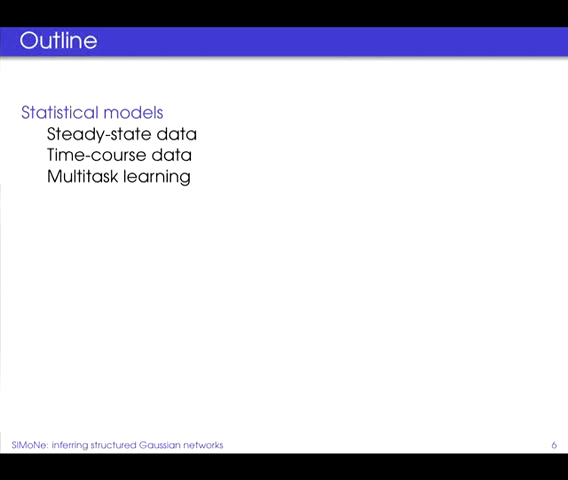 Outline
Statistical models
Steady-state data
Time-course data
Multitask learning
SIMoNe: inferring structured Gaussian networks
6